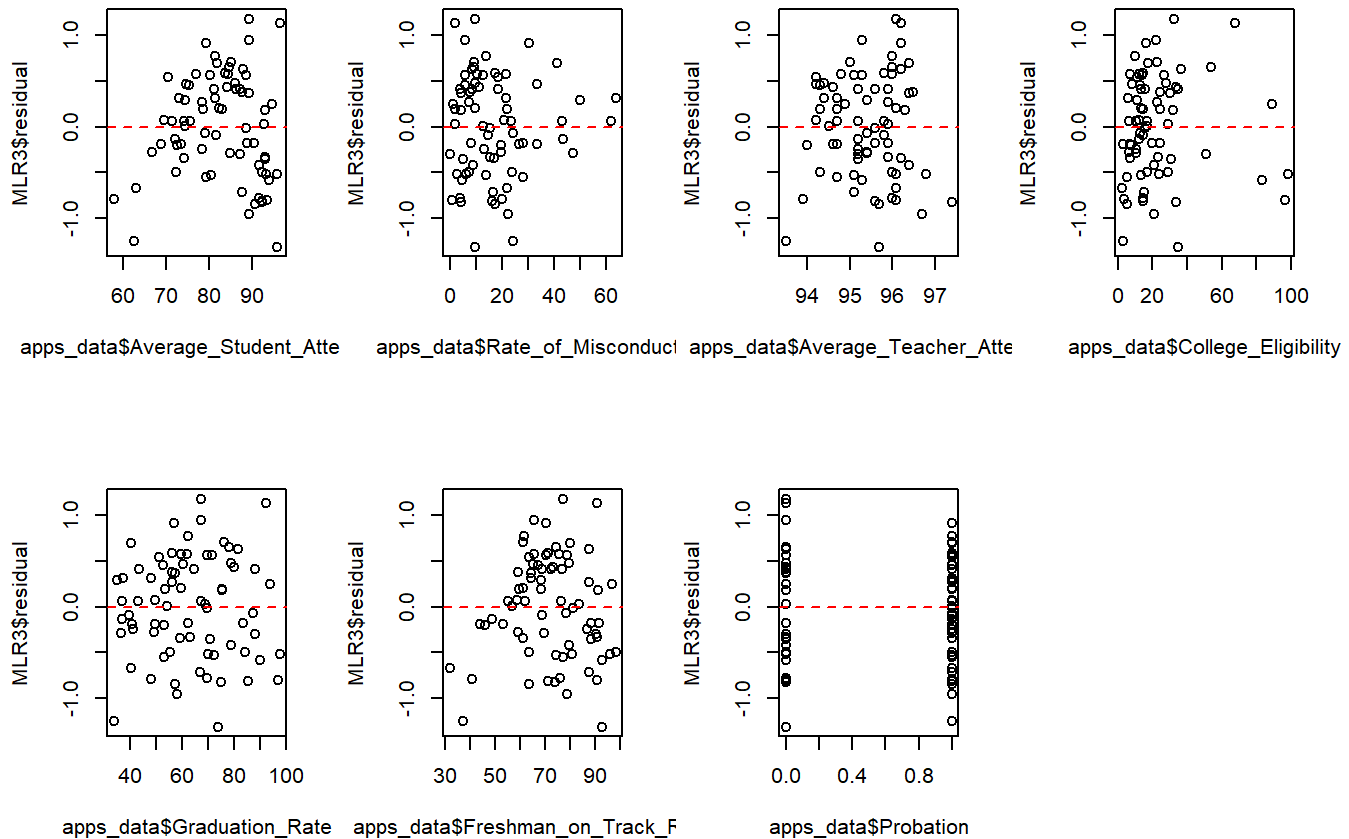 MLR3$residual
1.0
0.0
-1.0
60 70 80 90
apps_data$Average_Student_Atte
MLR3$residual
1.0
0.0
-1.0
0 20 40 60
apps_data$Rate_of_Misconduct
MLR3$residual
1.0
0.0
-1.0
94 95 96 97
apps_data$Average_Teacher_Atte
MLR3$residual
1.0
0.0
-1.0
0 20 60 100
apps_data$College_Eligibility
MLR3$residual
1.0
0.0
-1.0
40 60 80 100
apps_data$Graduation_Rate
MLR3$residual
1.0
0.0
-1.0
30 50 70 90
apps_data$Freshman_on_Track_R
MLR3$residual
1.0
0.0
-1.0
0.0 0.4 0.8
apps_data$Probation